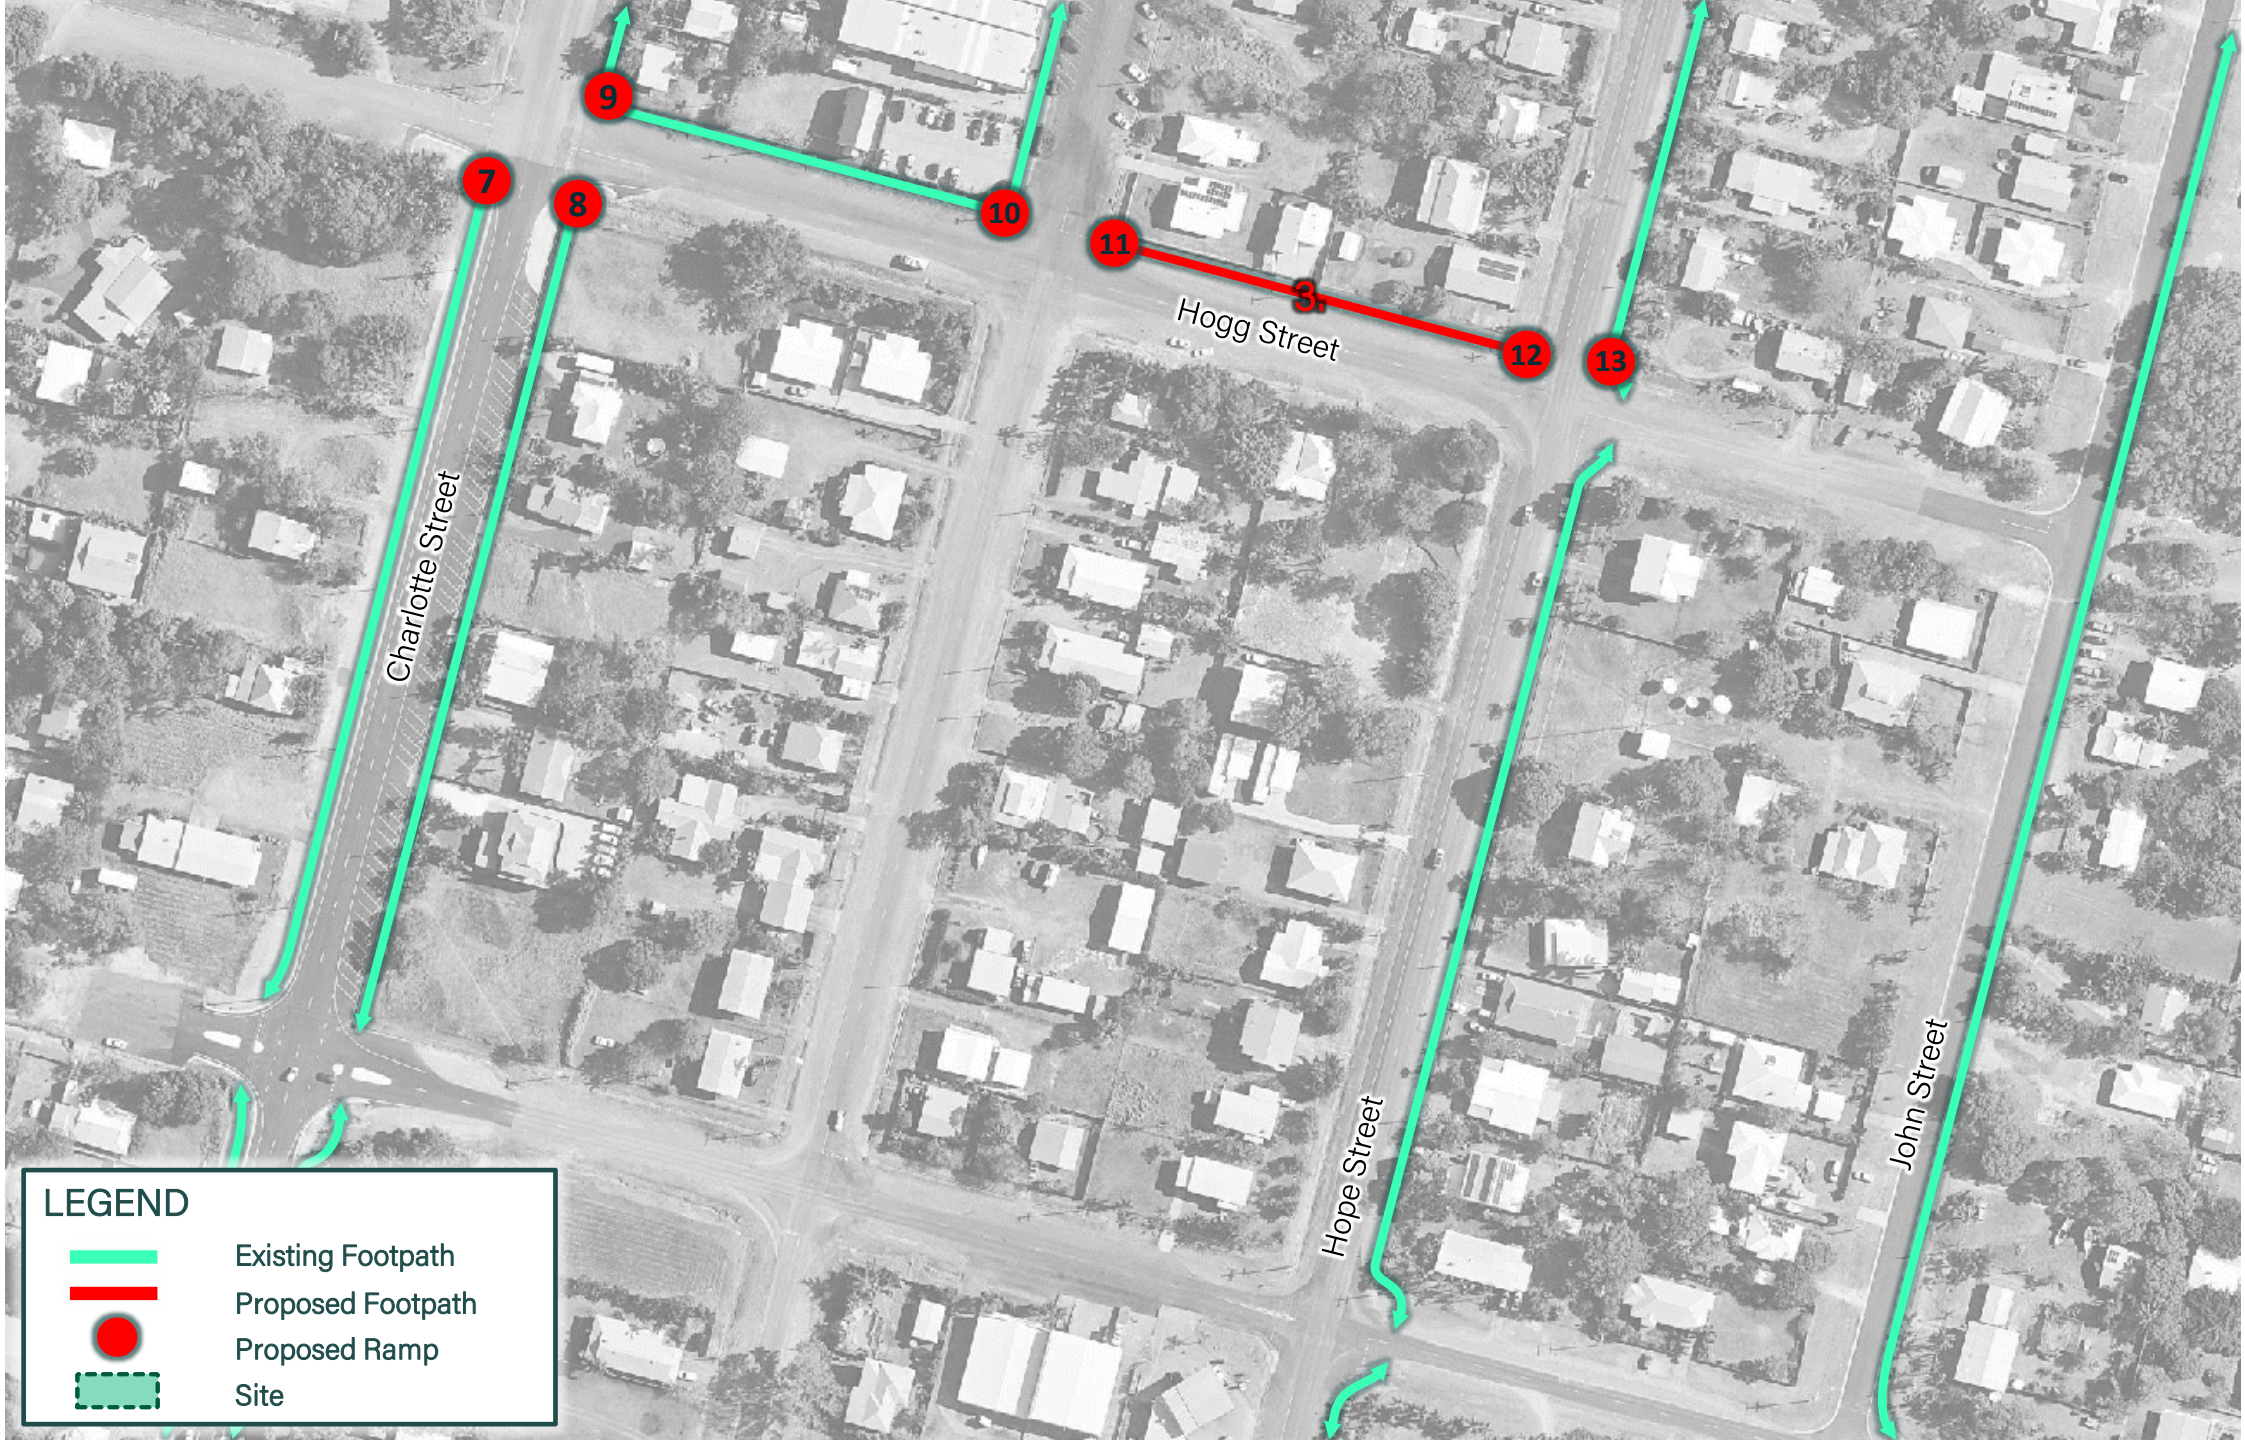 9
7
8
10
11
3.
Hogg Street
12
13
Charlotte Street
John Street
Hope Street
LEGEND
Existing Footpath
Proposed Footpath
Proposed Ramp
Site